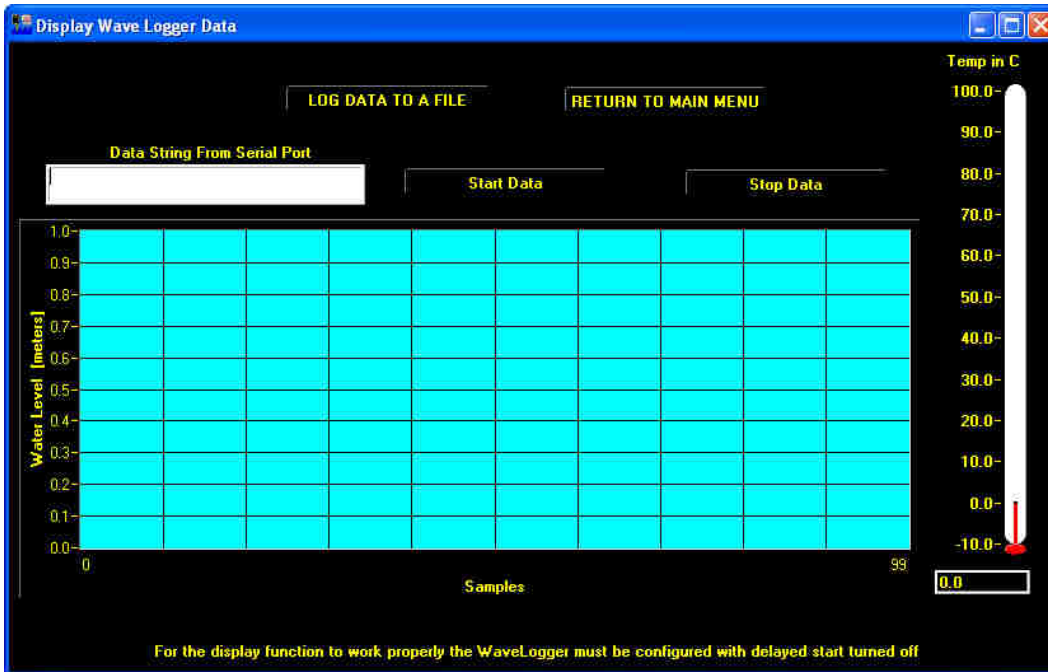 Display Wave Logger Data
Temp in C
LOG DATA TO A FILE
RETURN TO MAIN MENU
Data String From Serial Port
Start Data
Stop Data
100.0
90.0
80.0
70.0
60.0
50.0
40.0
30.0
20.0
10.0
0.0
-10.0
0.0
Water Level [meters]
1.0
0.9
0.8
0.7
0.6
0.5
0.4
0.3
0.2
0.1
0.0
0
99
Samples
For the display function to work properly the WaveLogger must be configured with delayed start turned off